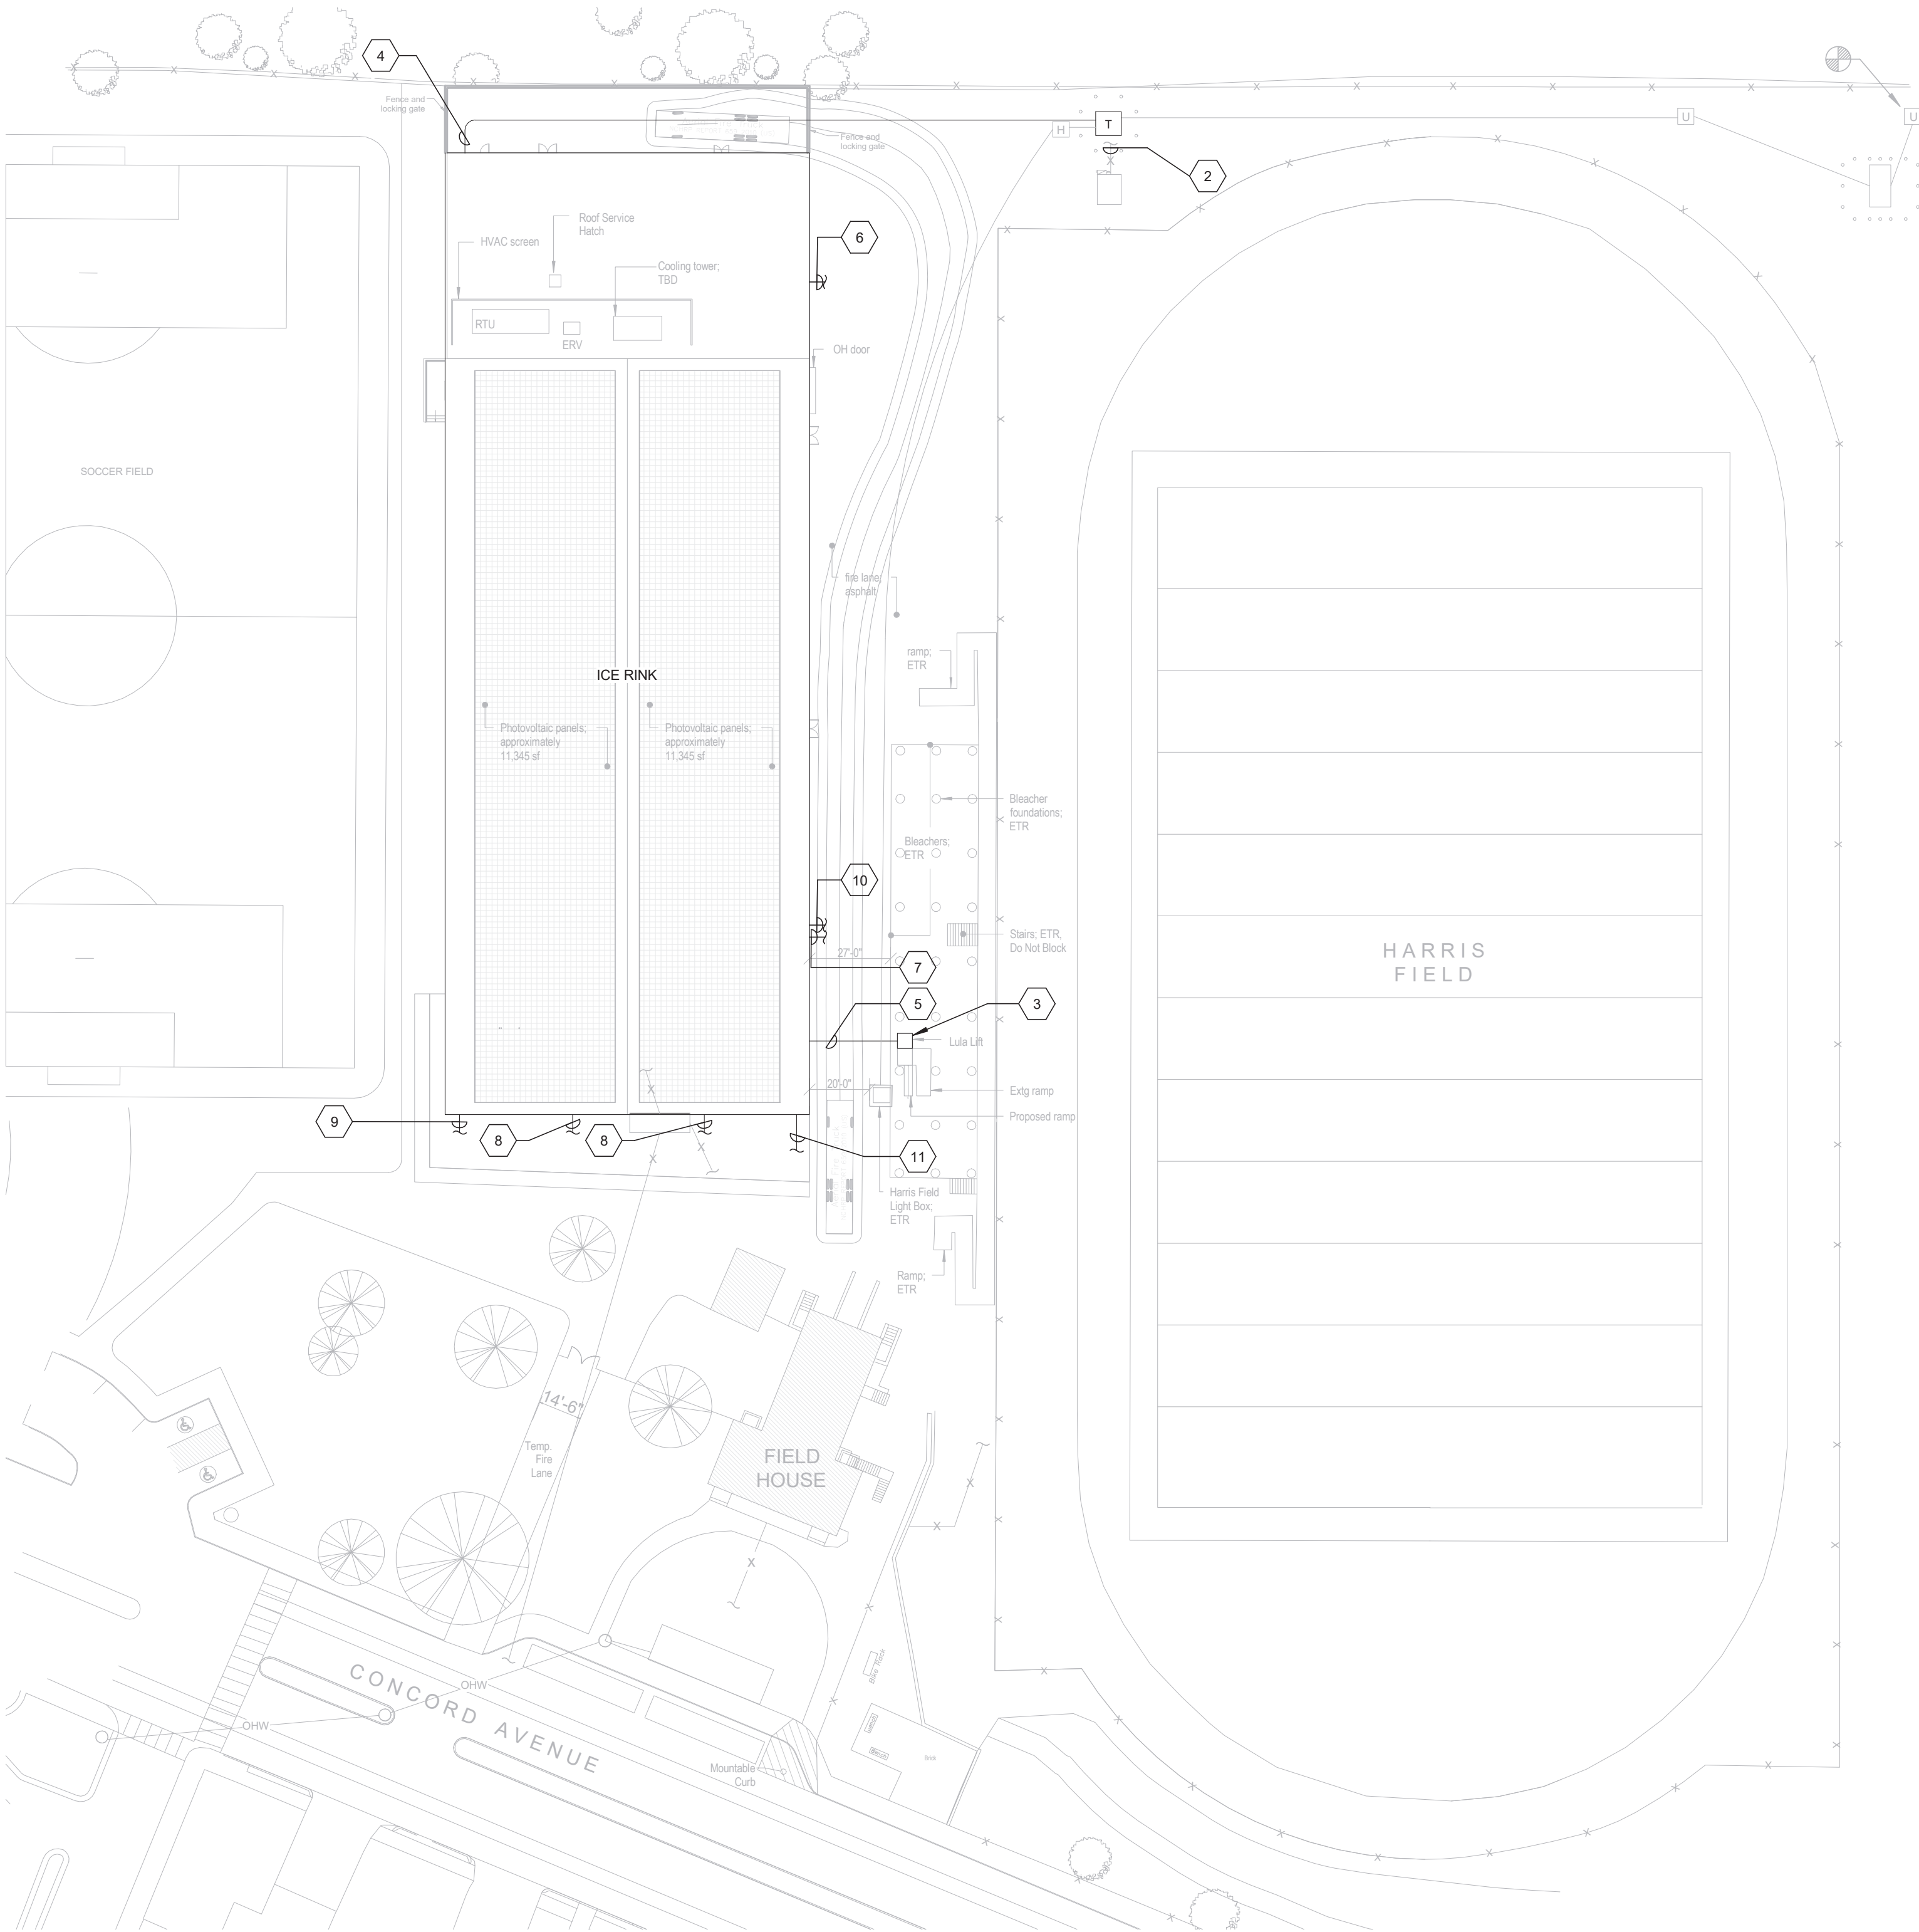 4
Fence and
locking gate
T
H
U
U
Fence and
locking gate
2
Roof Service
Hatch
HVAC screen
6
Cooling tower;
TBD
RTU
ERV
OH door
SOCCER FIELD
fire lane;
asphalt
ramp;
ETR
ICE RINK
Photovoltaic panels;
approximately
11,345 sf
Photovoltaic panels;
approximately
11,345 sf
Bleacher
foundations;
ETR
Bleachers;
ETR
10
Stairs; ETR,
Do Not Block
27'-0"
7
HARRIS
FIELD
5
3
Lula Lift
20'-0"
Extg ramp
Proposed ramp
9
8
8
11
Harris Field
Light Box;
ETR
Ramp;
ETR
14'-6"
Temp.
Fire
Lane
FIELD
HOUSE
Bike Rack
CONCORD AVENUE
OHW
OHW
Bench
Brick
Mountable
Curb